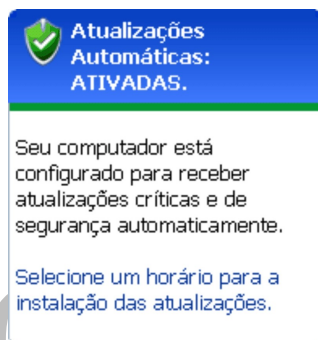 Atualizações
Automáticas:
ATIVADAS.
Seu computador está
configurado para receber
atualizações críticas e de
segurança automaticamente.
Selecione um horário para a
instalação das atualizações.